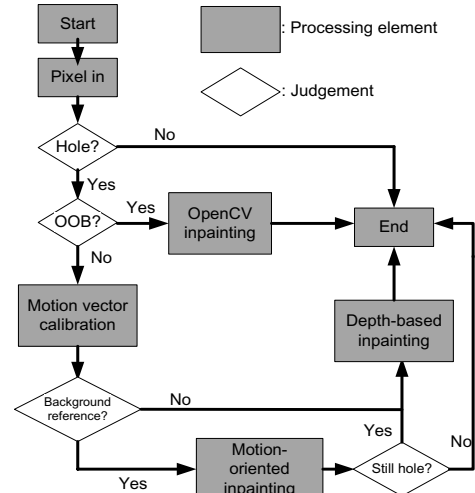 Start
: Processing element
Pixel in
: Judgement
Hole?
No
Yes
OOB?
Yes
OpenCV
inpainting
End
No
Motion vector
calibration
Depth-based
inpainting
Background
reference?
No
Yes
No
Yes
Motion-
oriented
inpainting
Still hole?